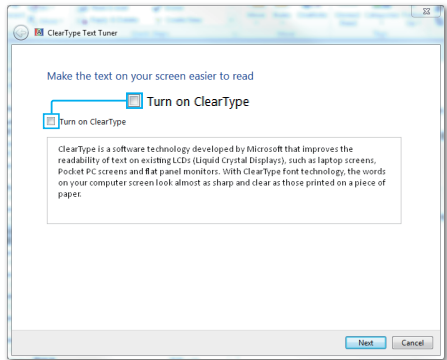 ClearType Text Tuner
Make the text on your screen easier to read
Turn on ClearType
Turn on ClearType
ClearType is a software technology developed by Microsoft that improves the
readability of text on existing LCDs (Liquid Crystal Displays), such as laptop screens,
Pocket PC screens and flat panel monitors. With ClearType font technology, the words
on your computer screen look almost as sharp and clear as those printed on a piece of
paper.
Next Cancel